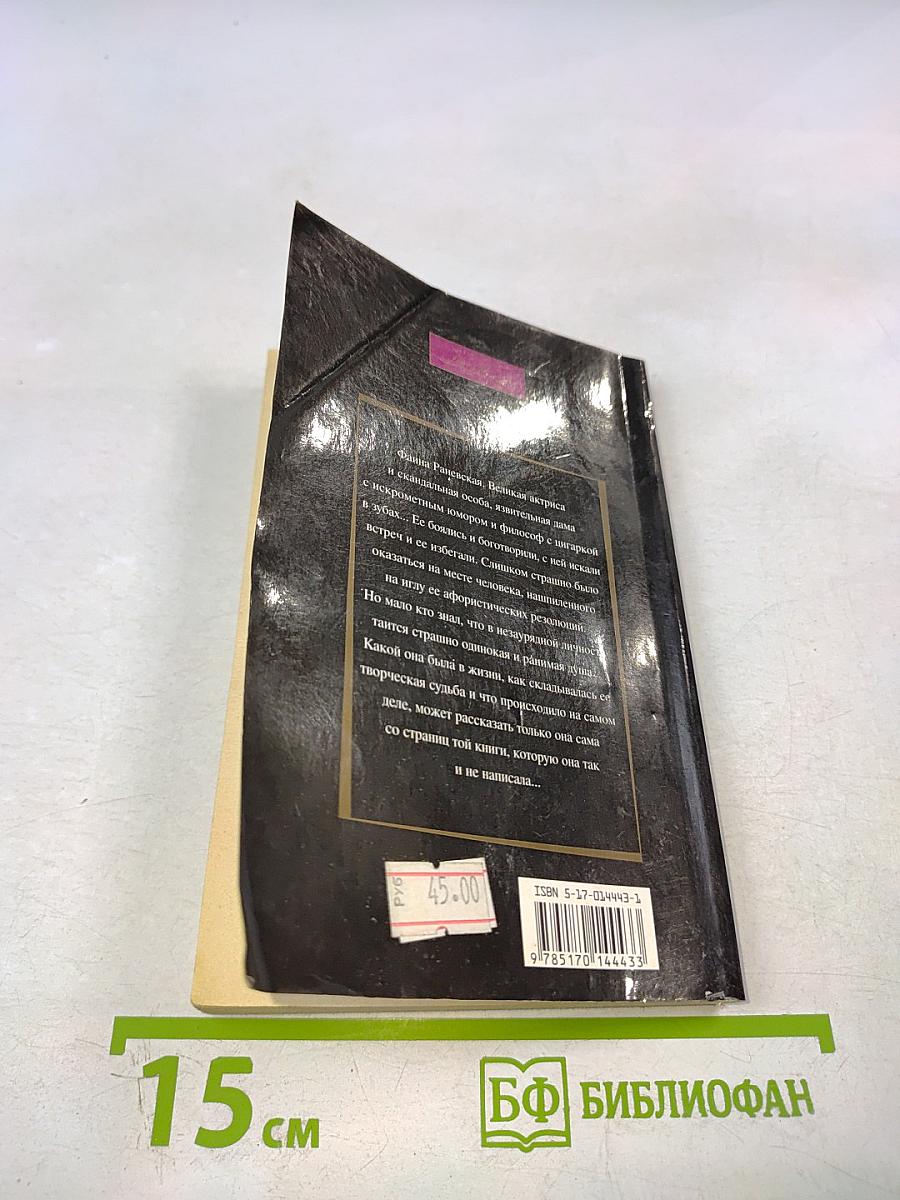 Фаина Раневская. Великая актриса
и скандальная особа, язвительная дама
с искрометным юмором и философ с цигаркой
в зубах... Ее боялись и боготворили, с ней искали
встреч и ее избегали. Слишком страшно было
оказаться на месте человека, нашпиленного
на иглу ее афористических резолюций.
Но мало кто знал, что в незаурядной личности
таится страшно одинокая и ранимая душа.
Какой она была в жизни, как складывалась ее
творческая судьба и что происходило на самом
деле, может рассказать только она сама
со страниц той книги, которую она так
и не написала...
РУБ 45.00
ISBN 5-17-014443-1
9 785170 144433
15 см
БФ БИБЛИОФАН